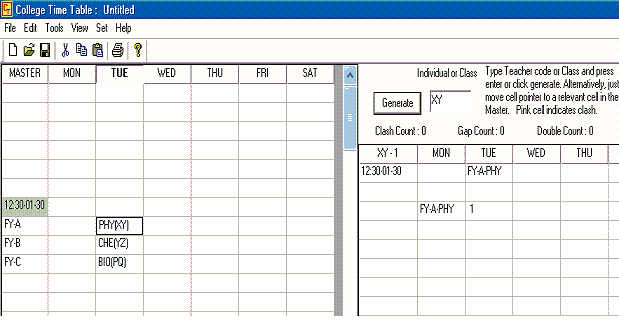 College Time Table : Untitled
File Edit Tools View Set Help
MASTER MON TUE WED THU FRI SAT
12:30-01-30
FY-A PHY(XY)
FY-B CHE(YZ)
FY-C BIO(PQ)
Individual or Class
Generate XY
Type Teacher code or Class and press
enter or click generate. Alternatively, just
move cell pointer to a relevant cell in the
Master. Pink cell indicates clash.
Clash Count : 0 Gap Count : 0 Double Count : 0
XY - 1 MON TUE WED THU
12:30-01-30 FY-A-PHY
FY-A-PHY 1